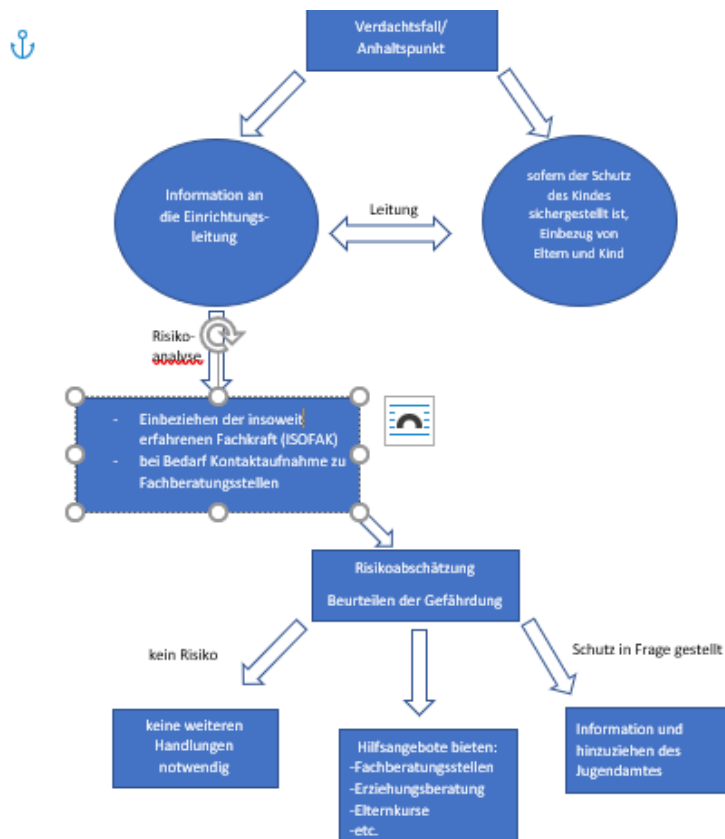 Verdachtsfall/
Anhaltspunkt
Information an
die Einrichtungs-
leitung
Leitung
sofern der Schutz
des Kindes
sichergestellt ist,
Einbezug von
Eltern und Kind
Risiko-
analyse
- Einbeziehen der insoweit
erfahrenen Fachkraft (ISOFAK)
- bei Bedarf Kontaktaufnahme zu
Fachberatungsstellen
Risikoabschätzung
Beurteilen der Gefährdung
kein Risiko
Schutz in Frage gestellt
keine weiteren
Handlungen
notwendig
Hilfsangebote bieten:
-Fachberatungsstellen
-Erziehungsberatung
-Elternkurse
-etc.
Information und
hinzuziehen des
Jugendamtes